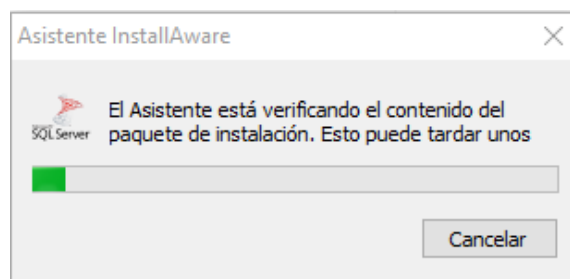 Asistente InstallAware
El Asistente está verificando el contenido del
paquete de instalación. Esto puede tardar unos
SQL Server
Cancelar